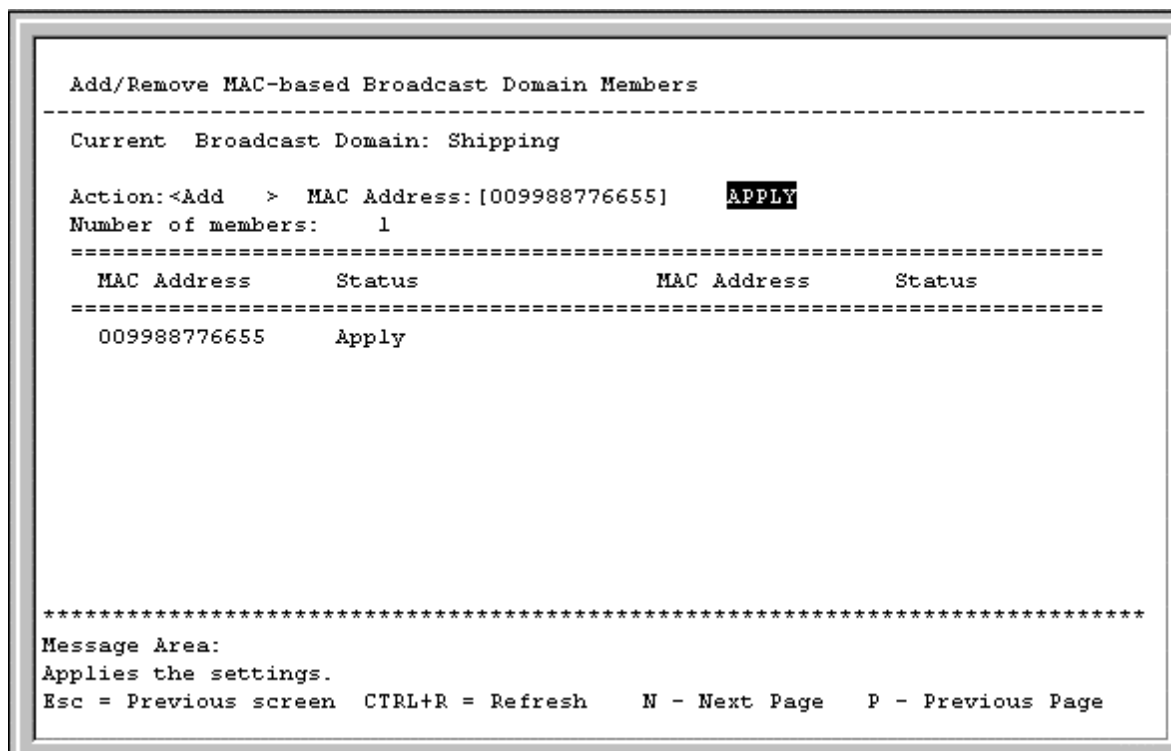 Add/Remove MAC-based Broadcast Domain Members
--------------------------------------------------------------------------------
Current  Broadcast Domain: Shipping
Action:<Add   >  MAC Address:[009988776655]    APPLY
Number of members:    1
==========================================================================
MAC Address      Status                 MAC Address      Status
==========================================================================
009988776655     Apply
*******************************************************************************
Message Area:
Applies the settings.
Esc = Previous screen  CTRL+R = Refresh    N - Next Page   P - Previous Page